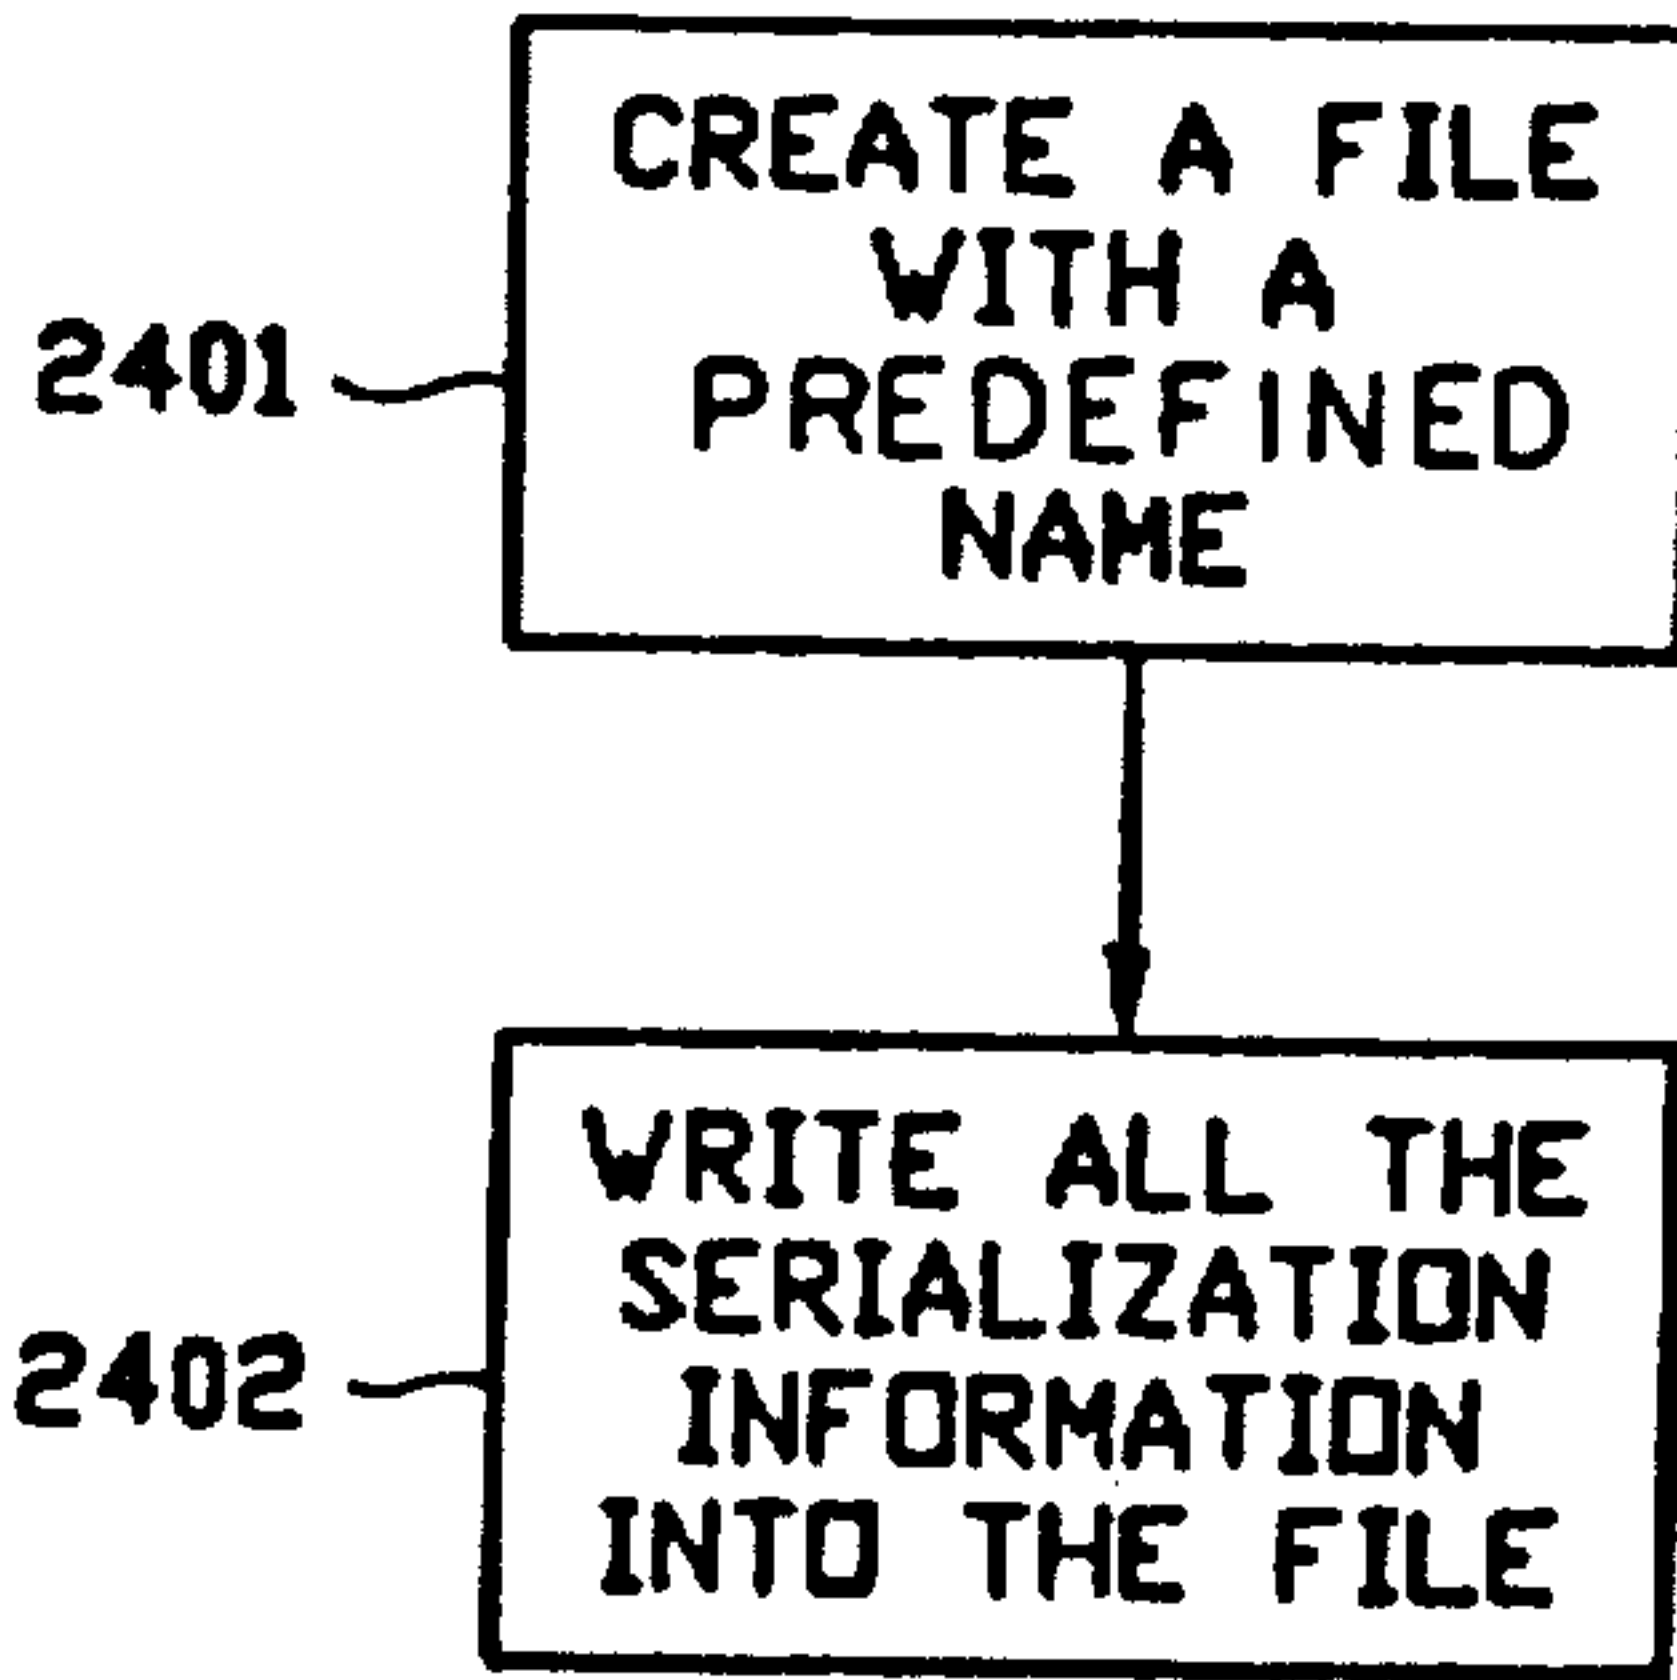 CREATE A FILE
WITH A
PREDEFINED
NAME
2401
WRITE ALL THE
SERIALIZATION
INFORMATION
INTO THE FILE
2402